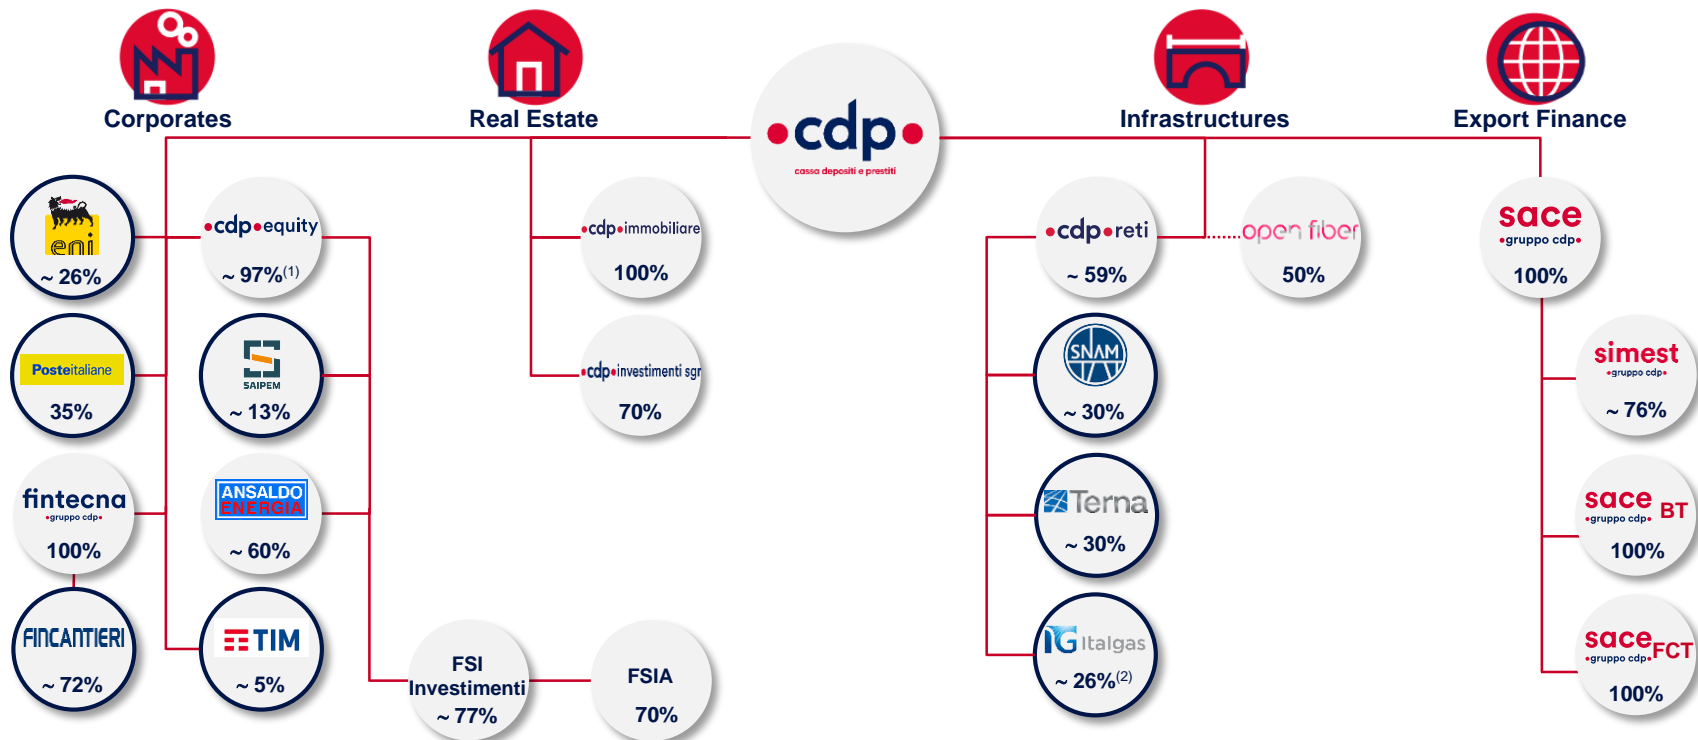 Corporates
Real Estate
cdp
cassa depositi e prestiti
Infrastructures
Export Finance
eni
~ 26%
cdp equity
~ 97%(1)
cdp immobiliare
100%
cdp reti
~ 59%
open fiber
50%
sace
gruppo cdp
100%
Posteitaliane
35%
SAIPEM
~ 13%
cdp investimenti sgr
70%
SNAM
~ 30%
simest
gruppo cdp
~ 76%
fintecna
gruppo cdp
100%
ANSALDO
ENERGIA
~ 60%
Terna
~ 30%
sace BT
gruppo cdp
100%
FINCANTIERI
~ 72%
TIM
~ 5%
FSI
Investimenti
~ 77%
FSIA
70%
IG Italgas
~ 26%(2)
sace FCT
gruppo cdp
100%